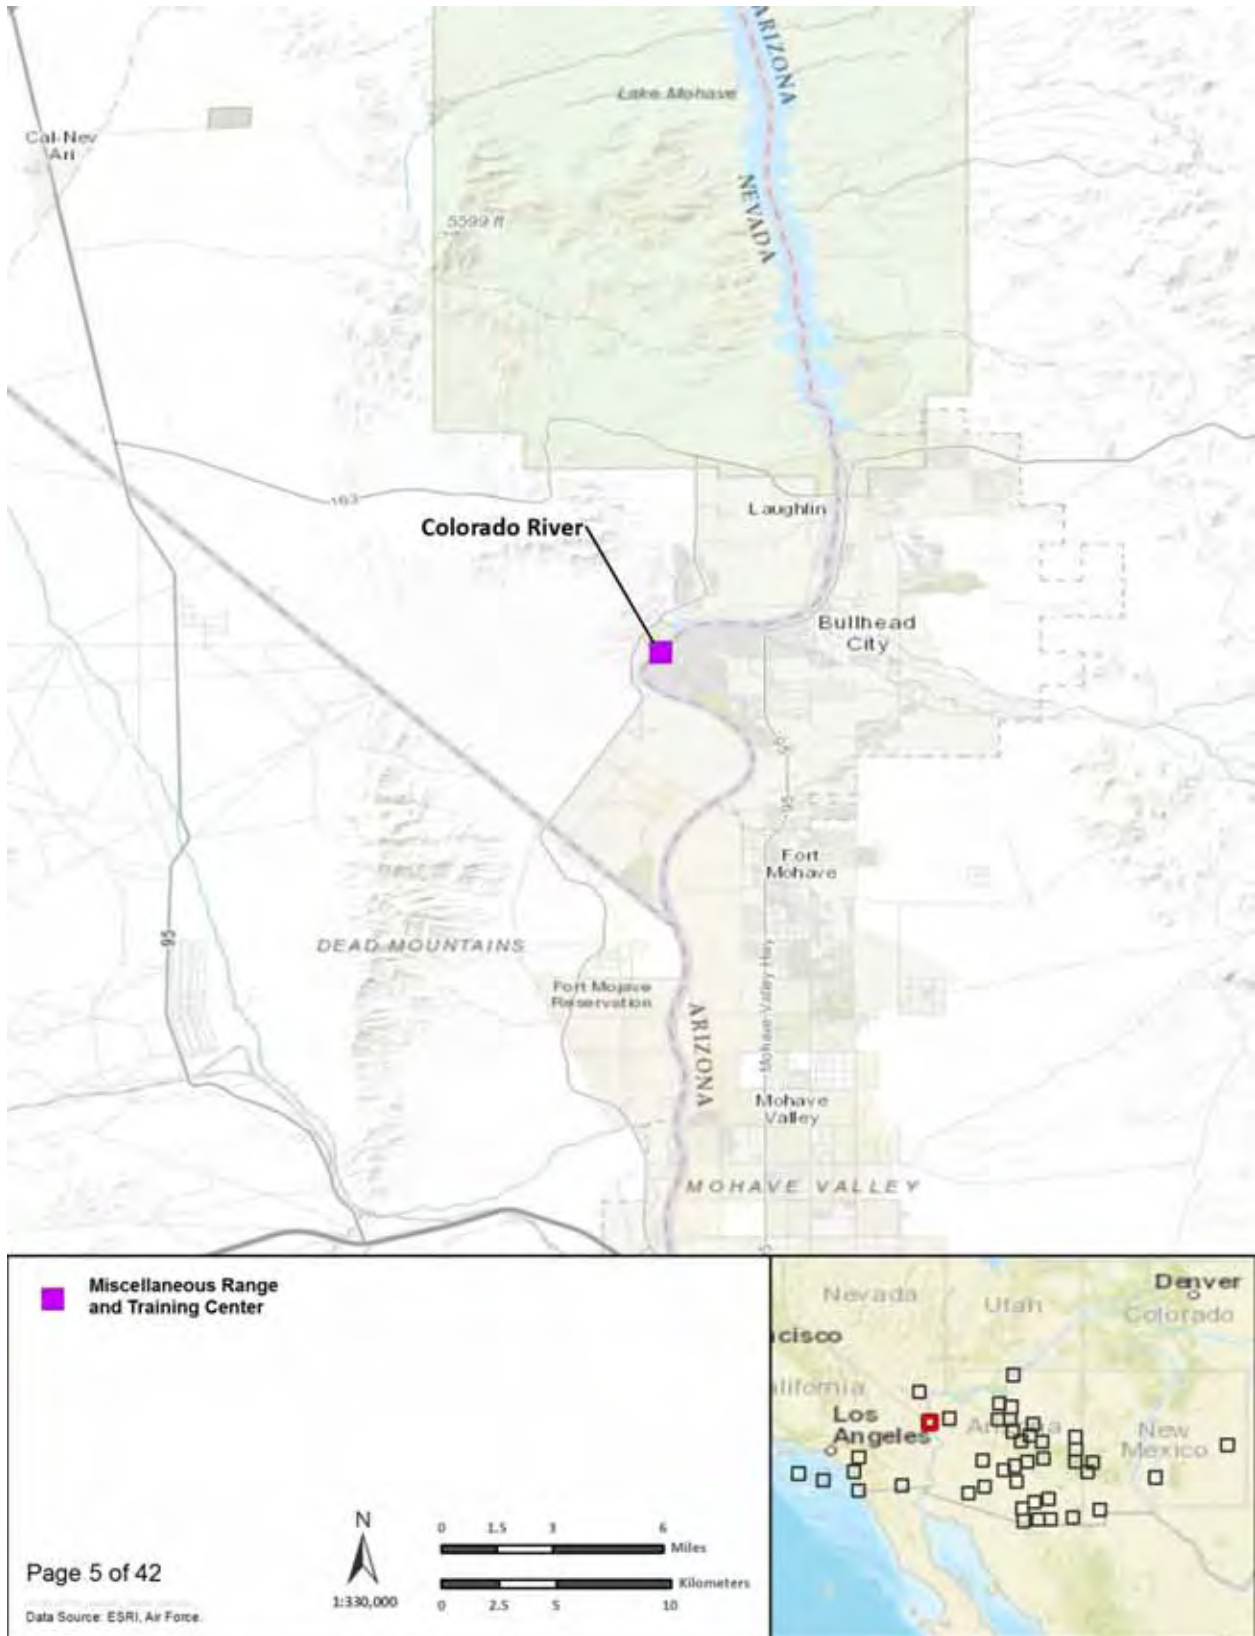 ARIZONA
Lake Mohave
Cal-Nev
Ari
NEVADA
5599 ft
163
Laughlin
Colorado River
Bullhead
City
95
95
Fort
Mohave
95
DEAD MOUNTAINS
Fort Mojave
Reservation
Mohave Valley Hwy
ARIZONA
Mohave
Valley
MOHAVE VALLEY
Miscellaneous Range
and Training Center
Page 5 of 42
Data Source: ESRI, Air Force.
N
1:330,000
0 1.5 3 6
Miles
Kilometers
0 2.5 5 10
Denver
Nevada
Utah
Colorado
cisco
alifornia
Los
Angeles
New
Mexico